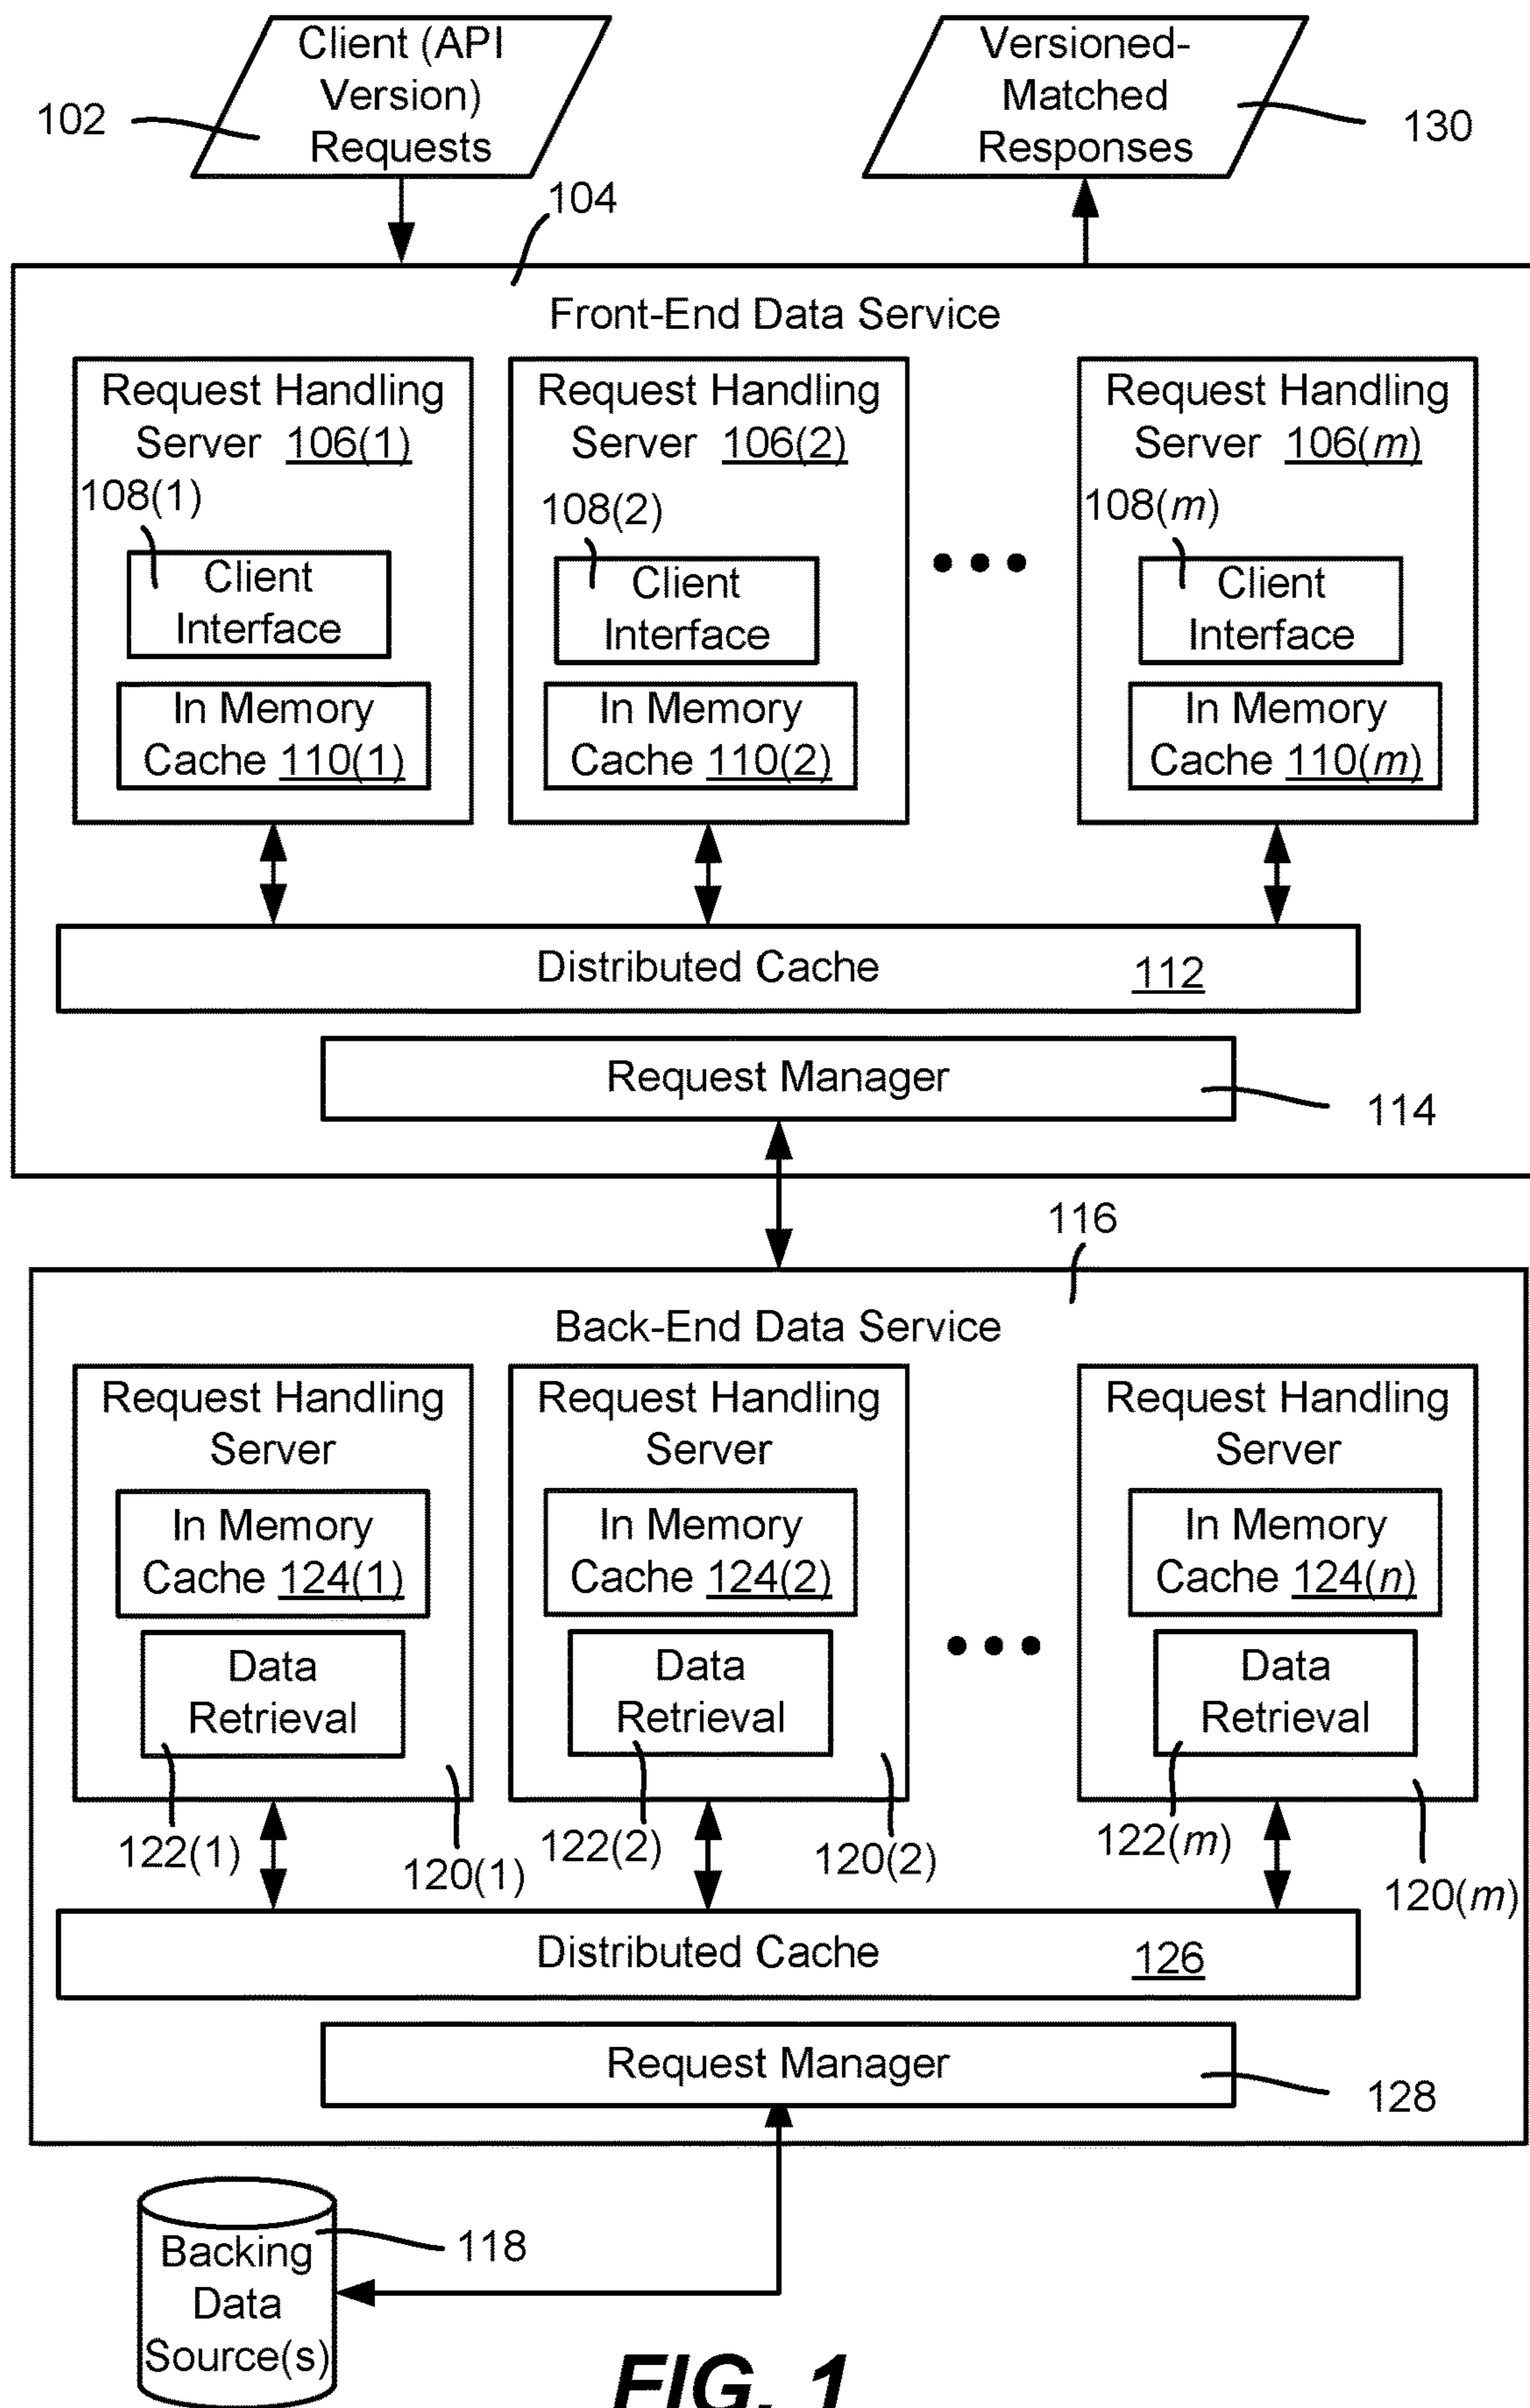 Client (API
Version)
Requests
102
Versioned-
Matched
Responses
130
104
Front-End Data Service
Request Handling
Server 106(1)
108(1)
Client
Interface
In Memory
Cache 110(1)
Request Handling
Server 106(2)
108(2)
Client
Interface
In Memory
Cache 110(2)
Request Handling
Server 106(m)
108(m)
Client
Interface
In Memory
Cache 110(m)
Distributed Cache 112
Request Manager
114
116
Back-End Data Service
Request Handling
Server
In Memory
Cache 124(1)
Data
Retrieval
122(1)
120(1)
Request Handling
Server
In Memory
Cache 124(2)
Data
Retrieval
122(2)
120(2)
Request Handling
Server
In Memory
Cache 124(n)
Data
Retrieval
122(m)
120(m)
Distributed Cache 126
Request Manager
128
Backing
Data
Source(s)
118
FIG. 1